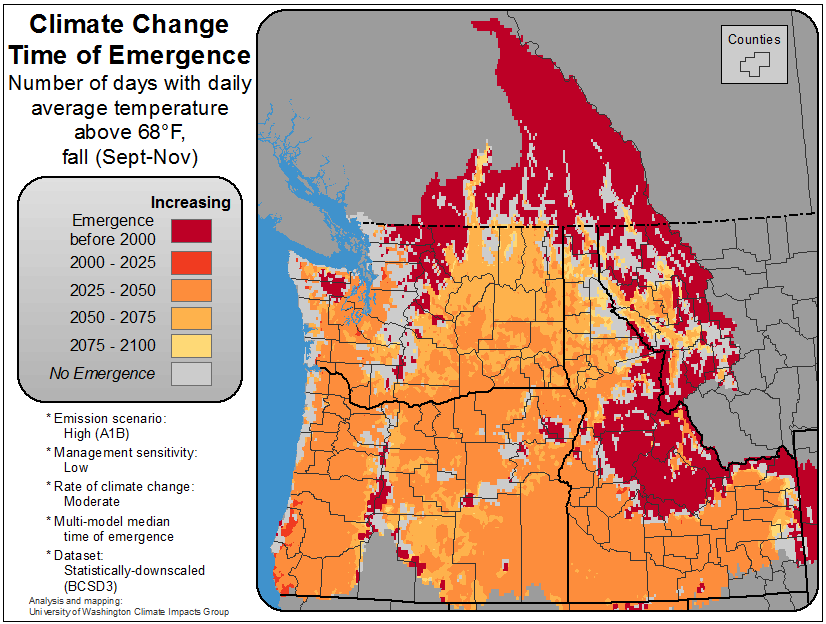 Climate Change
Time of Emergence
Number of days with daily
average temperature
above 68°F,
fall (Sept-Nov)
Increasing
Emergence
before 2000
2000 - 2025
2025 - 2050
2050 - 2075
2075 - 2100
No Emergence
* Emission scenario:
High (A1B)
* Management sensitivity:
Low
* Rate of climate change:
Moderate
* Multi-model median
time of emergence
* Dataset:
Statistically-downscaled
(BCSD3)
Analysis and mapping:
University of Washington Climate Impacts Group
Counties